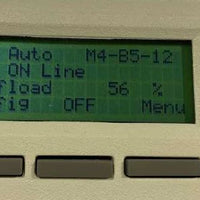 Auto M4-B5-12
ON Line
fload 56 %
fig OFF Menu